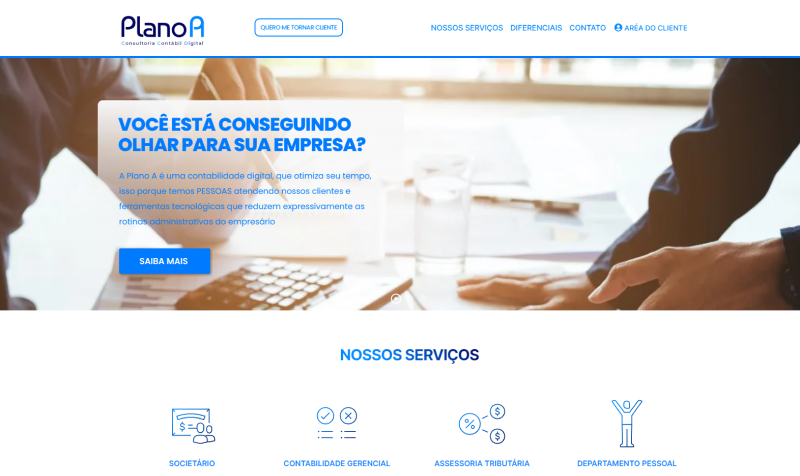 PlanoA
Consultoria Contábil Digital
QUERO ME TORNAR CLIENTE
NOSSOS SERVIÇOS DIFERENCIAIS CONTATO ARÉA DO CLIENTE
VOCÊ ESTÁ CONSEGUINDO
OLHAR PARA SUA EMPRESA?
A Plano A é uma contabilidade digital, que otimiza seu tempo,
isso porque temos PESSOAS atendendo nossos clientes e
ferramentas tecnológicas que reduzem expressivamente as
rotinas administrativas do empresário
SAIBA MAIS
NOSSOS SERVIÇOS
SOCIETÁRIO CONTABILIDADE GERENCIAL ASSESSORIA TRIBUTÁRIA DEPARTAMENTO PESSOAL